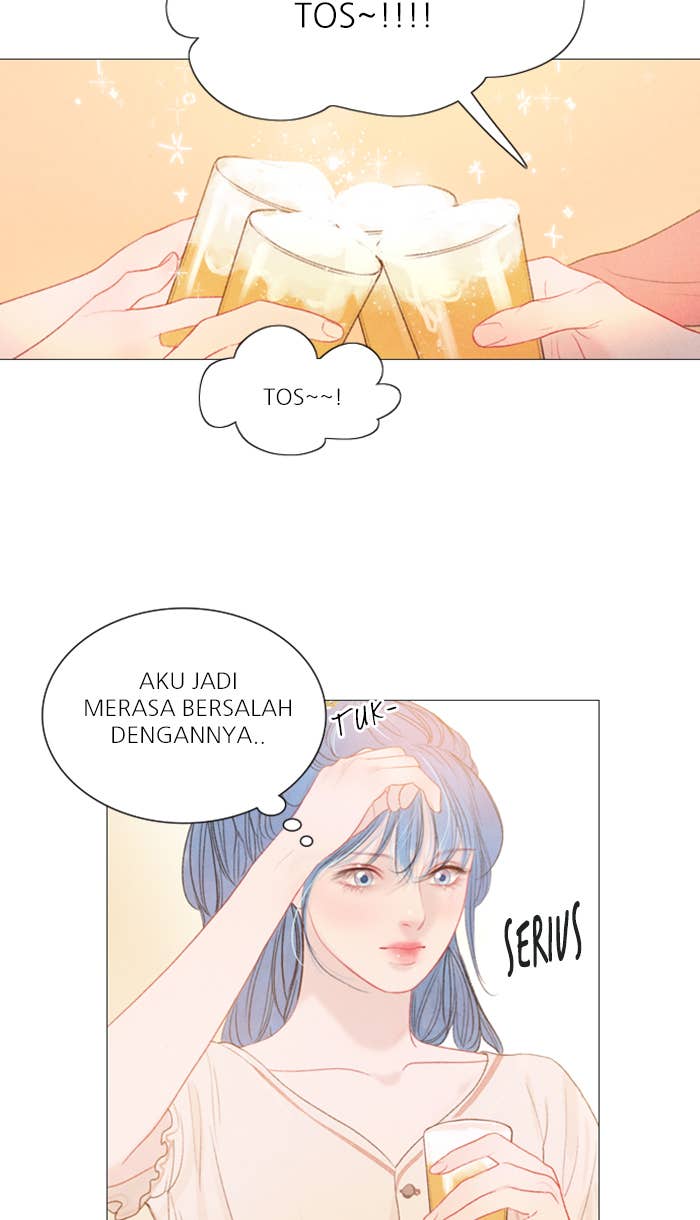 TOS~!!!!
TOS~~!
AKU JADI
MERASA BERSALAH
DENGANNYA..
TUK-
SERIUS